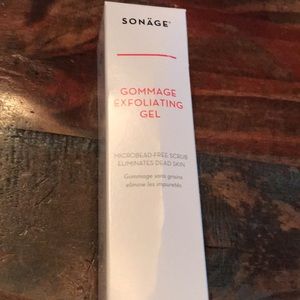 SONÄGE®
GOMMAGE
EXFOLIATING
GEL
MICROBEAD-FREE SCRUB
ELIMINATES DEAD SKIN
Gommage sans grains
élimine les impuretés